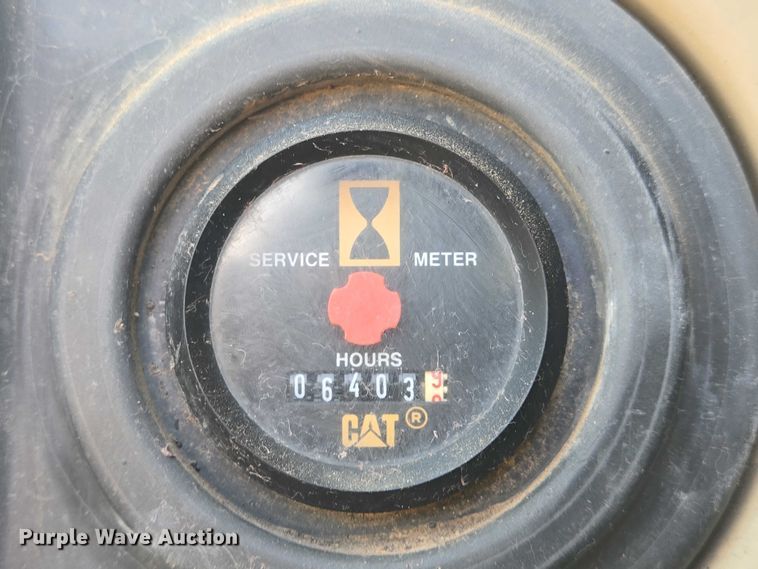 SERVICE METER
HOURS
06403
CAT®
Purple Wave Auction